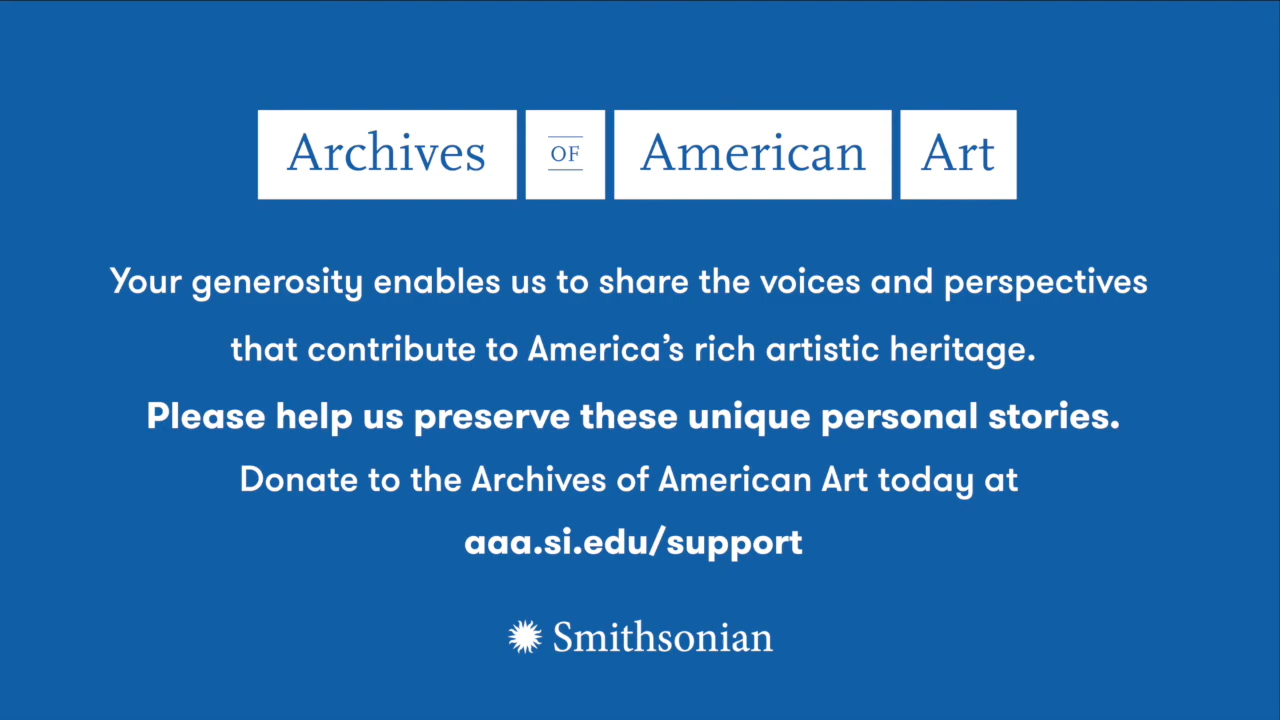 Archives OF American Art
Your generosity enables us to share the voices and perspectives
that contribute to America’s rich artistic heritage.
Please help us preserve these unique personal stories.
Donate to the Archives of American Art today at
aaa.si.edu/support
Smithsonian